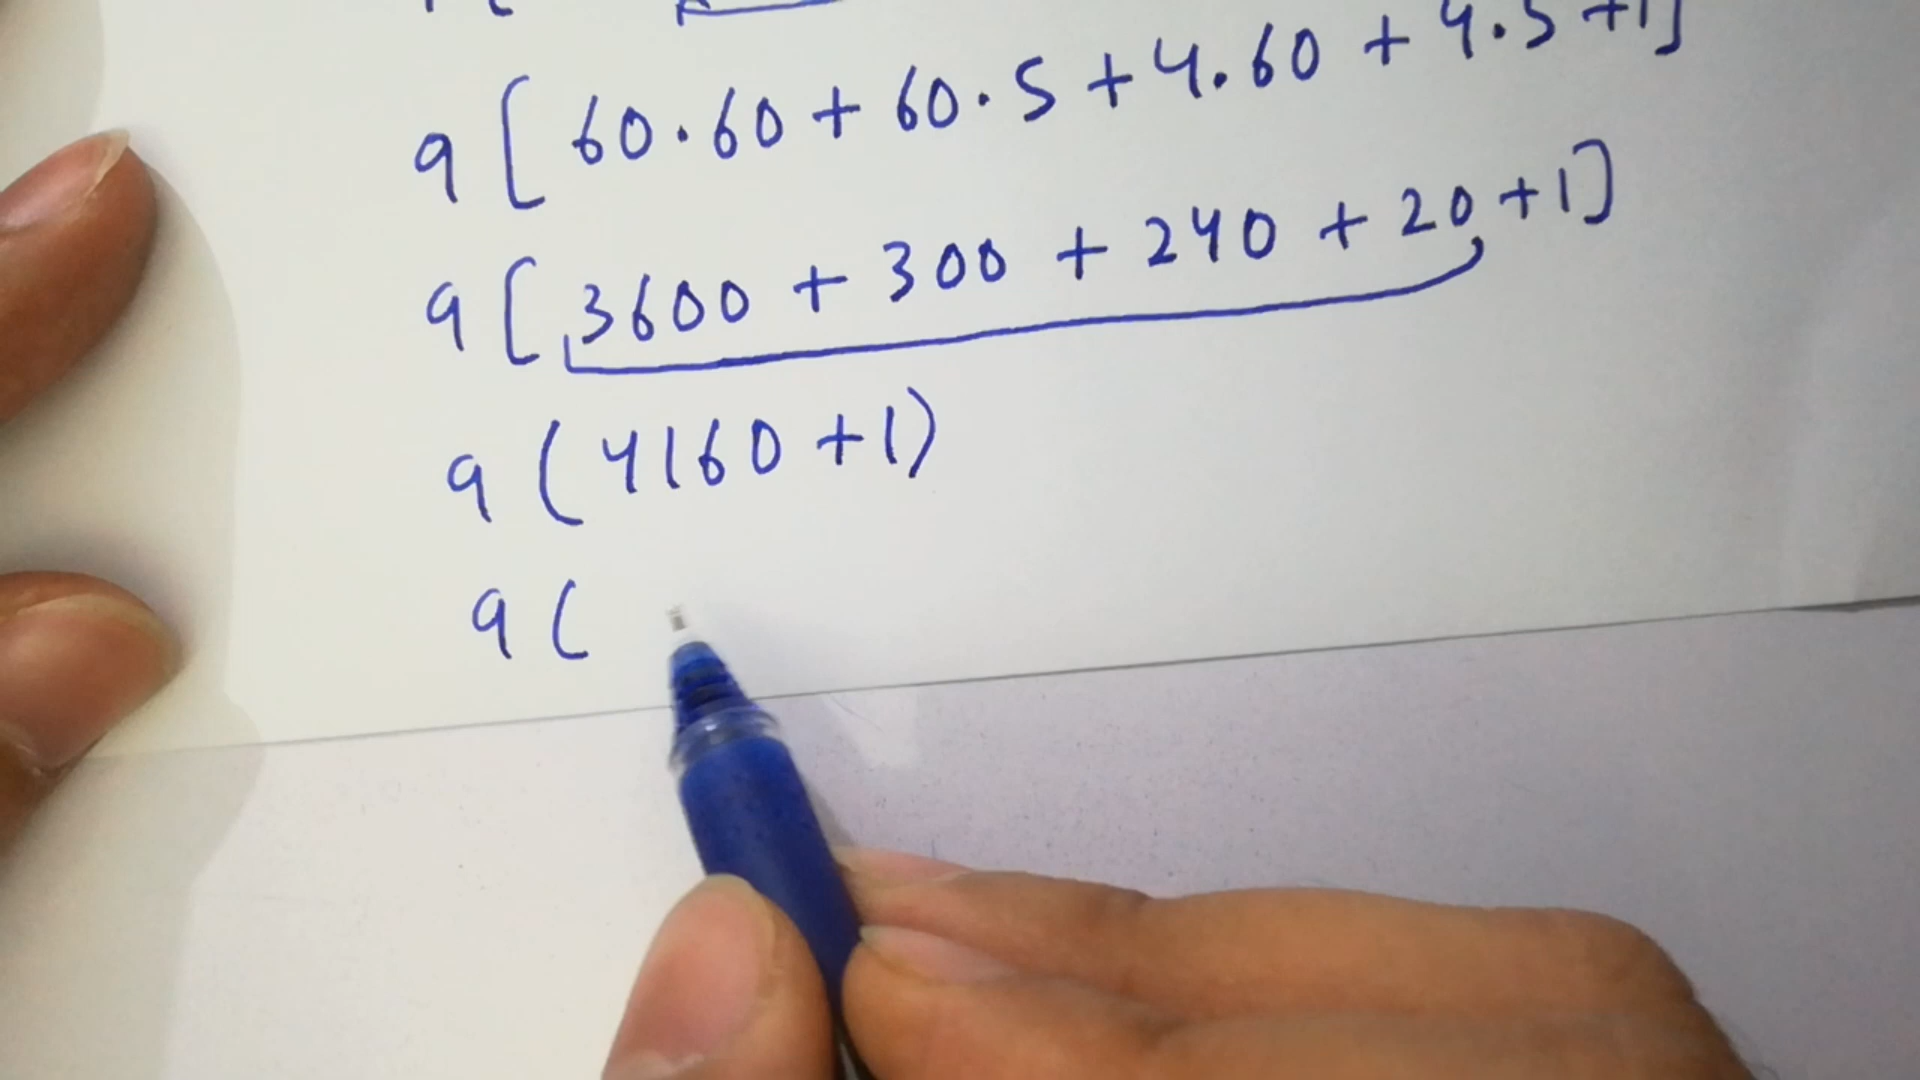 9 [ 60·60 + 60·5 + 4·60 + 4·5 +1]
9 [ 3600 + 300 + 240 + 20 +1]
9 ( 4160 +1)
9 (